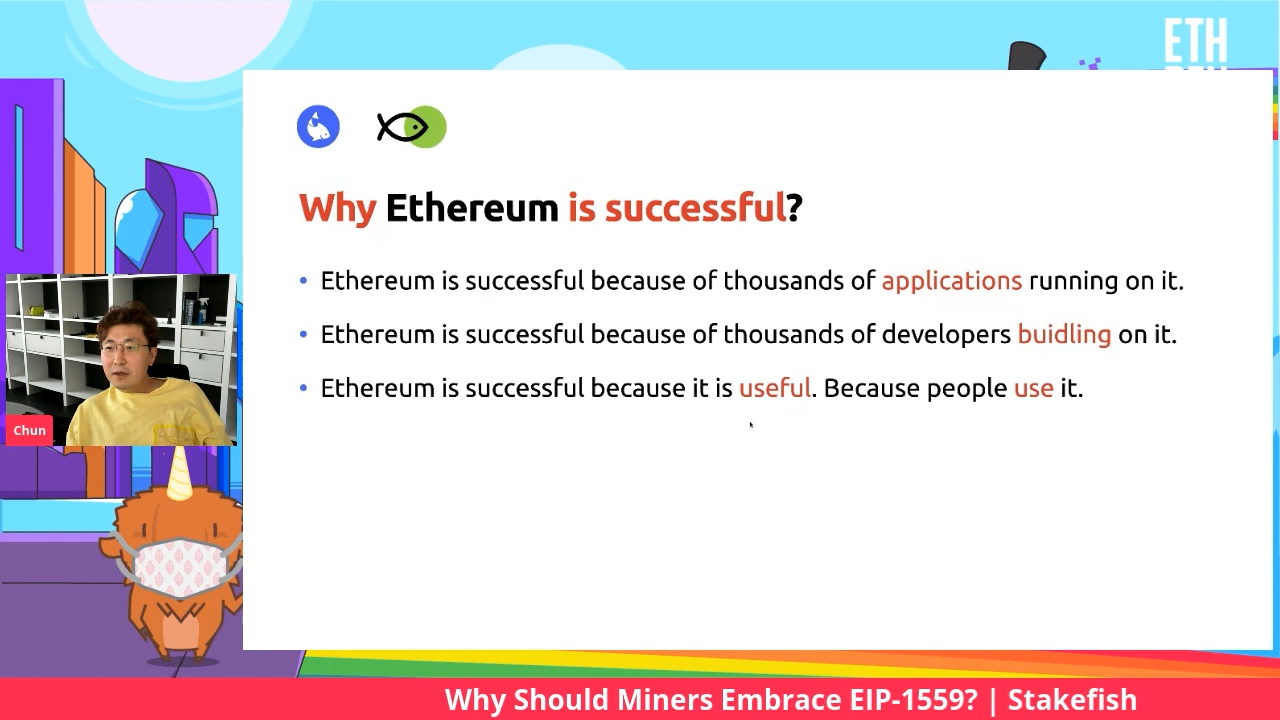 ETH
Why Ethereum is successful?
• Ethereum is successful because of thousands of applications running on it.
• Ethereum is successful because of thousands of developers buidling on it.
• Ethereum is successful because it is useful. Because people use it.
Chun
Why Should Miners Embrace EIP-1559? | Stakefish